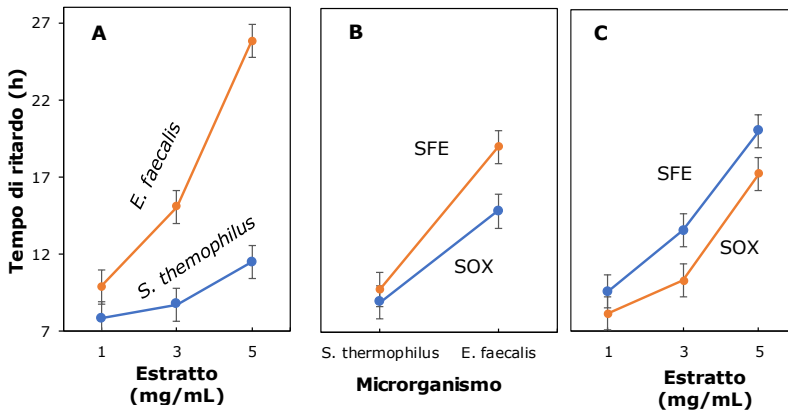 Tempo di ritardo (h)
27
22
17
12
7
A
E. faecalis
S. themophilus
1 3 5
Estratto
(mg/mL)
B
SFE
SOX
S. thermophilus E. faecalis
Microrganismo
C
SFE
SOX
1 3 5
Estratto
(mg/mL)